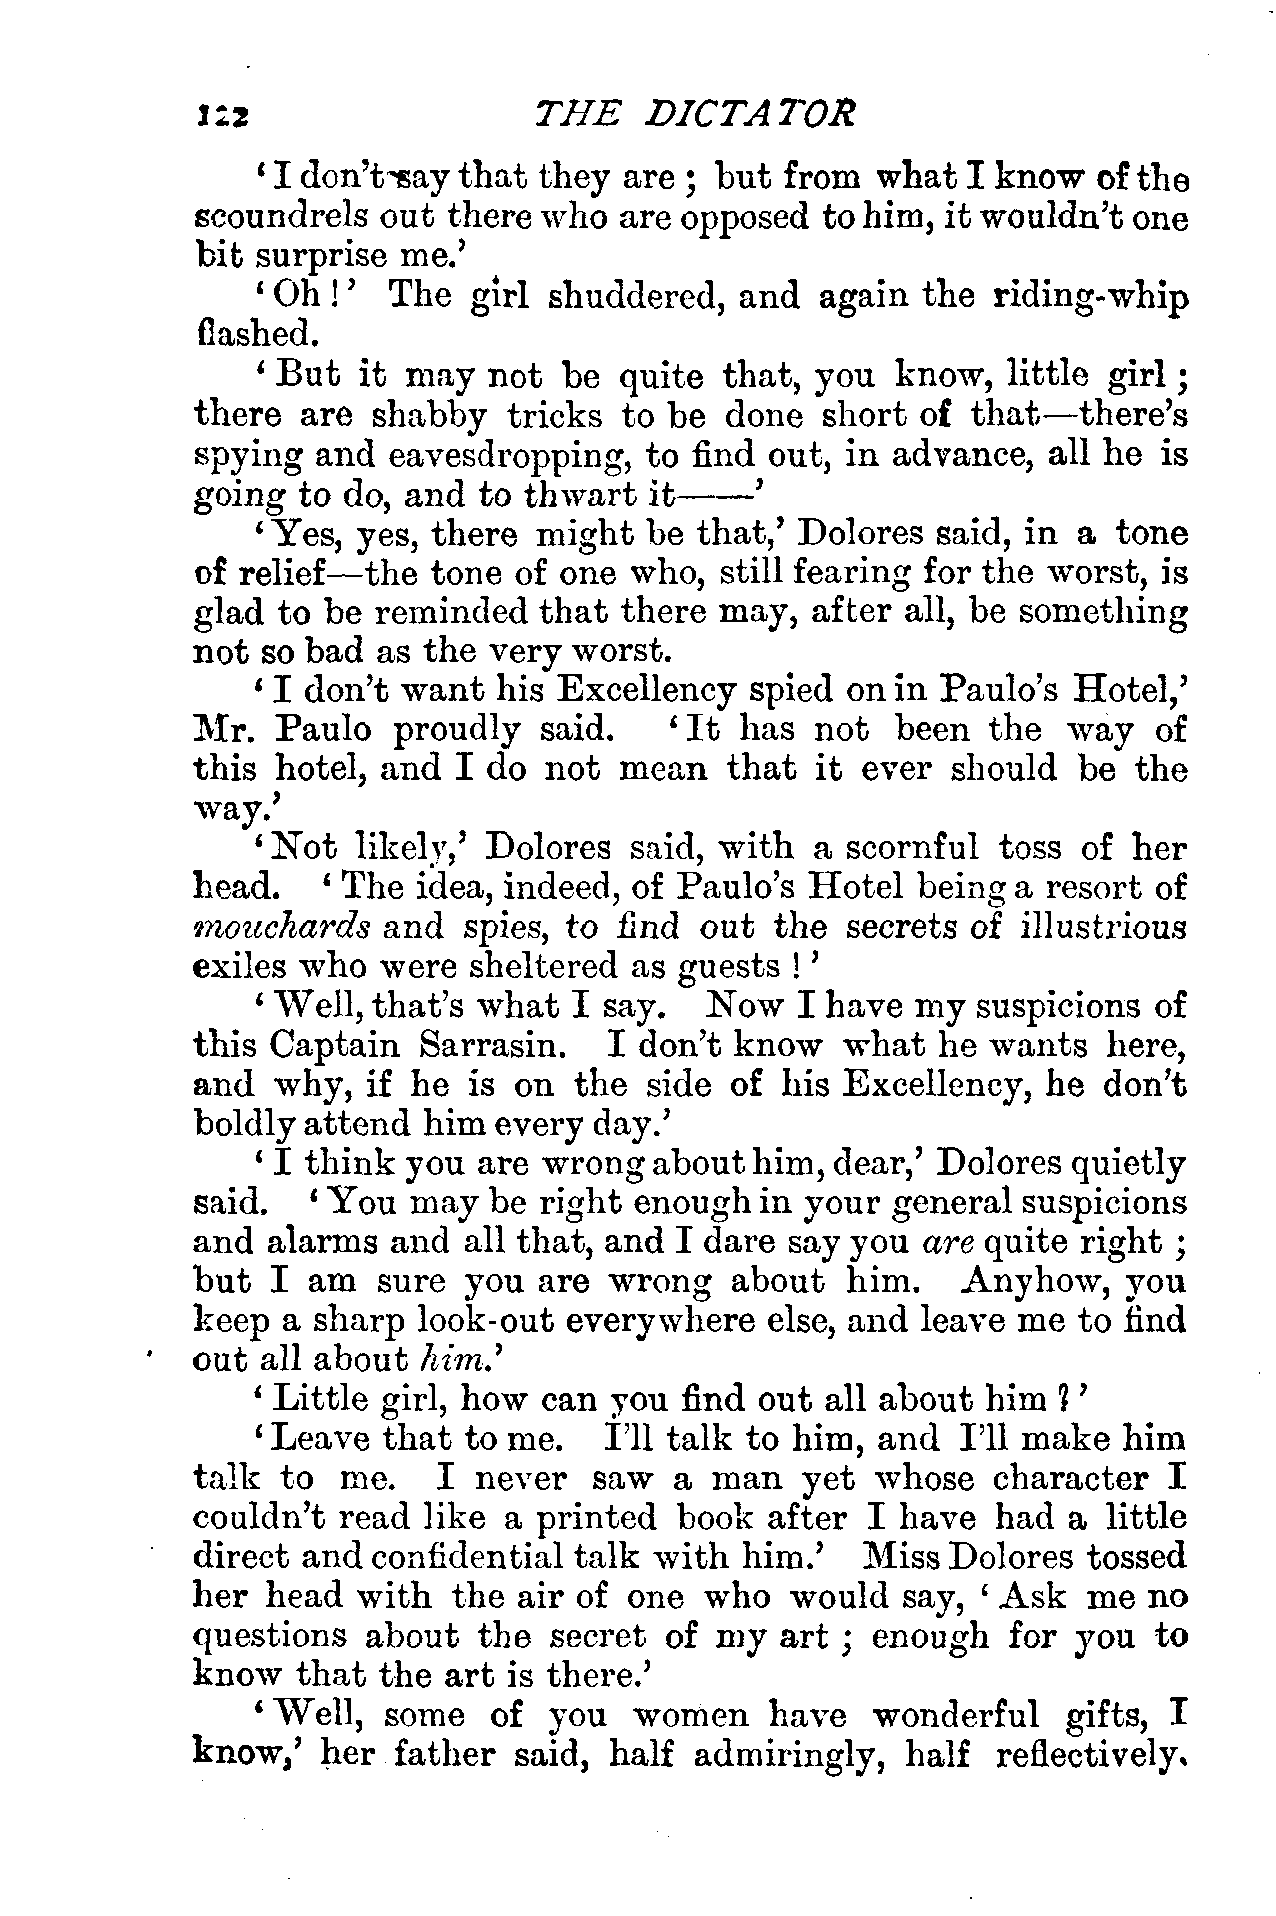 122 THE DICTATOR
‘I don’t say that they are; but from what I know of the
scoundrels out there who are opposed to him, it wouldn’t one
bit surprise me.’
‘Oh!’ The girl shuddered, and again the riding-whip
flashed.
‘But it may not be quite that, you know, little girl;
there are shabby tricks to be done short of that—there’s
spying and eavesdropping, to find out, in advance, all he is
going to do, and to thwart it——’
‘Yes, yes, there might be that,’ Dolores said, in a tone
of relief—the tone of one who, still fearing for the worst, is
glad to be reminded that there may, after all, be something
not so bad as the very worst.
‘I don’t want his Excellency spied on in Paulo’s Hotel,’
Mr. Paulo proudly said. ‘It has not been the way of
this hotel, and I do not mean that it ever should be the
way.’
‘Not likely,’ Dolores said, with a scornful toss of her
head. ‘The idea, indeed, of Paulo’s Hotel being a resort of
mouchards and spies, to find out the secrets of illustrious
exiles who were sheltered as guests!’
‘Well, that’s what I say. Now I have my suspicions of
this Captain Sarrasin. I don’t know what he wants here,
and why, if he is on the side of his Excellency, he don’t
boldly attend him every day.’
‘I think you are wrong about him, dear,’ Dolores quietly
said. ‘You may be right enough in your general suspicions
and alarms and all that, and I dare say you are quite right;
but I am sure you are wrong about him. Anyhow, you
keep a sharp look-out everywhere else, and leave me to find
out all about him.’
‘Little girl, how can you find out all about him?’
‘Leave that to me. I’ll talk to him, and I’ll make him
talk to me. I never saw a man yet whose character I
couldn’t read like a printed book after I have had a little
direct and confidential talk with him.’ Miss Dolores tossed
her head with the air of one who would say, ‘Ask me no
questions about the secret of my art; enough for you to
know that the art is there.’
‘Well, some of you women have wonderful gifts, I
know,’ her father said, half admiringly, half reflectively.